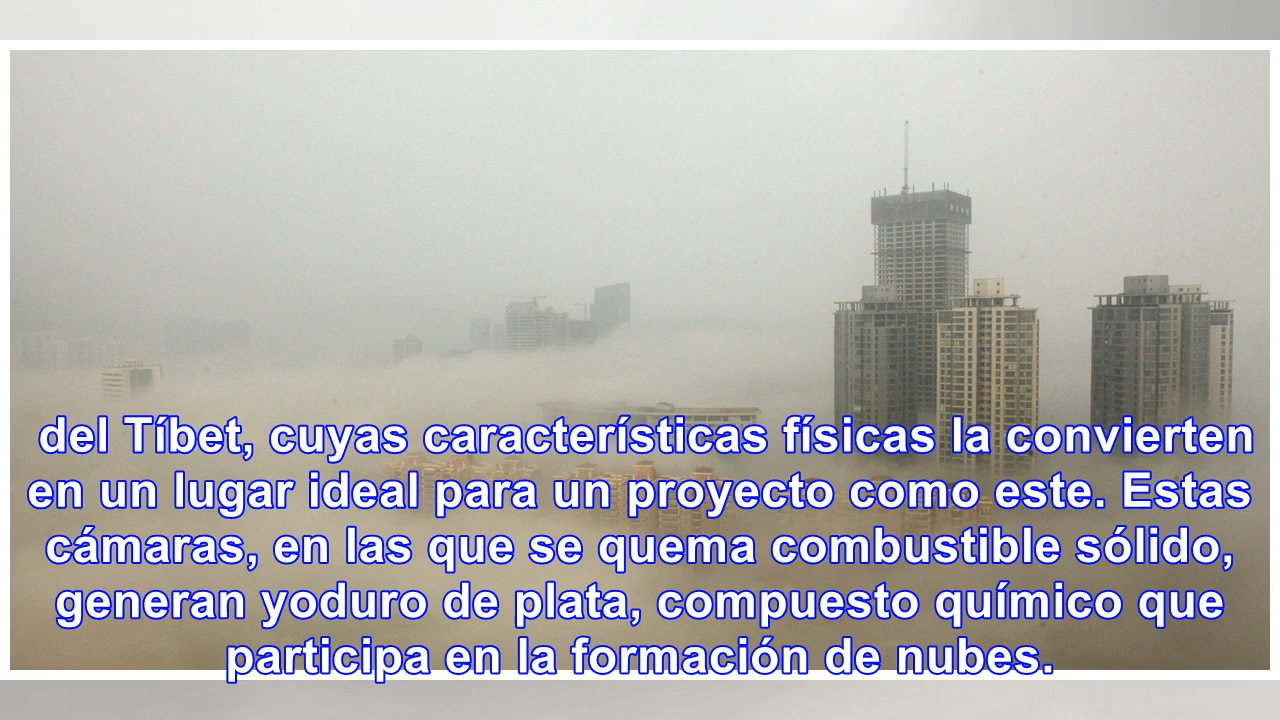 del Tíbet, cuyas características físicas la convierten
en un lugar ideal para un proyecto como este. Estas
cámaras, en las que se quema combustible sólido,
generan yoduro de plata, compuesto químico que
participa en la formación de nubes.